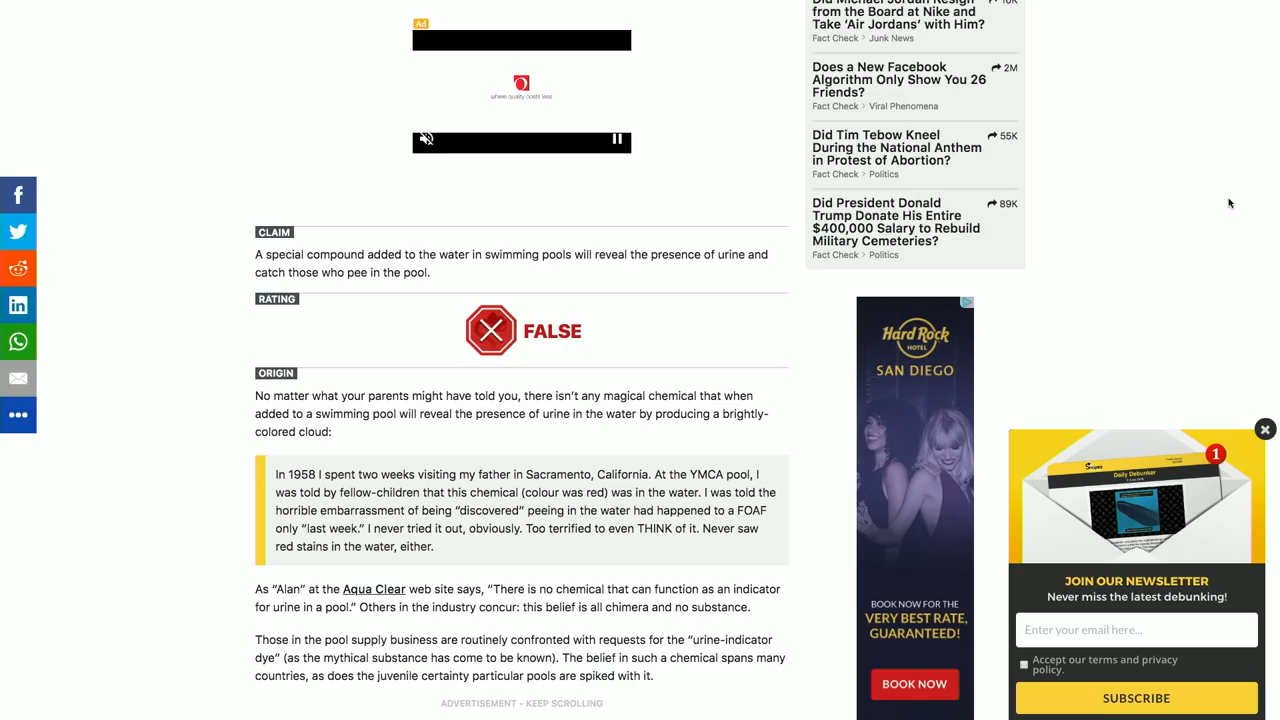 Ad
where quality costs less
CLAIM
A special compound added to the water in swimming pools will reveal the presence of urine and
catch those who pee in the pool.
RATING
FALSE
ORIGIN
No matter what your parents might have told you, there isn’t any magical chemical that when
added to a swimming pool will reveal the presence of urine in the water by producing a brightly-
colored cloud:
In 1958 I spent two weeks visiting my father in Sacramento, California. At the YMCA pool, I
was told by fellow-children that this chemical (colour was red) was in the water. I was told the
horrible embarrassment of being “discovered” peeing in the water had happened to a FOAF
only “last week.” I never tried it out, obviously. Too terrified to even THINK of it. Never saw
red stains in the water, either.
As “Alan” at the Aqua Clear web site says, “There is no chemical that can function as an indicator
for urine in a pool.” Others in the industry concur: this belief is all chimera and no substance.
Those in the pool supply business are routinely confronted with requests for the “urine-indicator
dye” (as the mythical substance has come to be known). The belief in such a chemical spans many
countries, as does the juvenile certainty particular pools are spiked with it.
ADVERTISEMENT - KEEP SCROLLING
Did Michael Jordan Resign
from the Board at Nike and
Take ‘Air Jordans’ with Him?
16K
Fact Check › Junk News
Does a New Facebook
Algorithm Only Show You 26
Friends?
2M
Fact Check › Viral Phenomena
Did Tim Tebow Kneel
During the National Anthem
in Protest of Abortion?
55K
Fact Check › Politics
Did President Donald
Trump Donate His Entire
$400,000 Salary to Rebuild
Military Cemeteries?
89K
Fact Check › Politics
Hard Rock
HOTEL
SAN DIEGO
BOOK NOW FOR THE
VERY BEST RATE,
GUARANTEED!
BOOK NOW
Snopes
Daily Debunker
1
JOIN OUR NEWSLETTER
Never miss the latest debunking!
Enter your email here...
Accept our terms and privacy
policy.
SUBSCRIBE